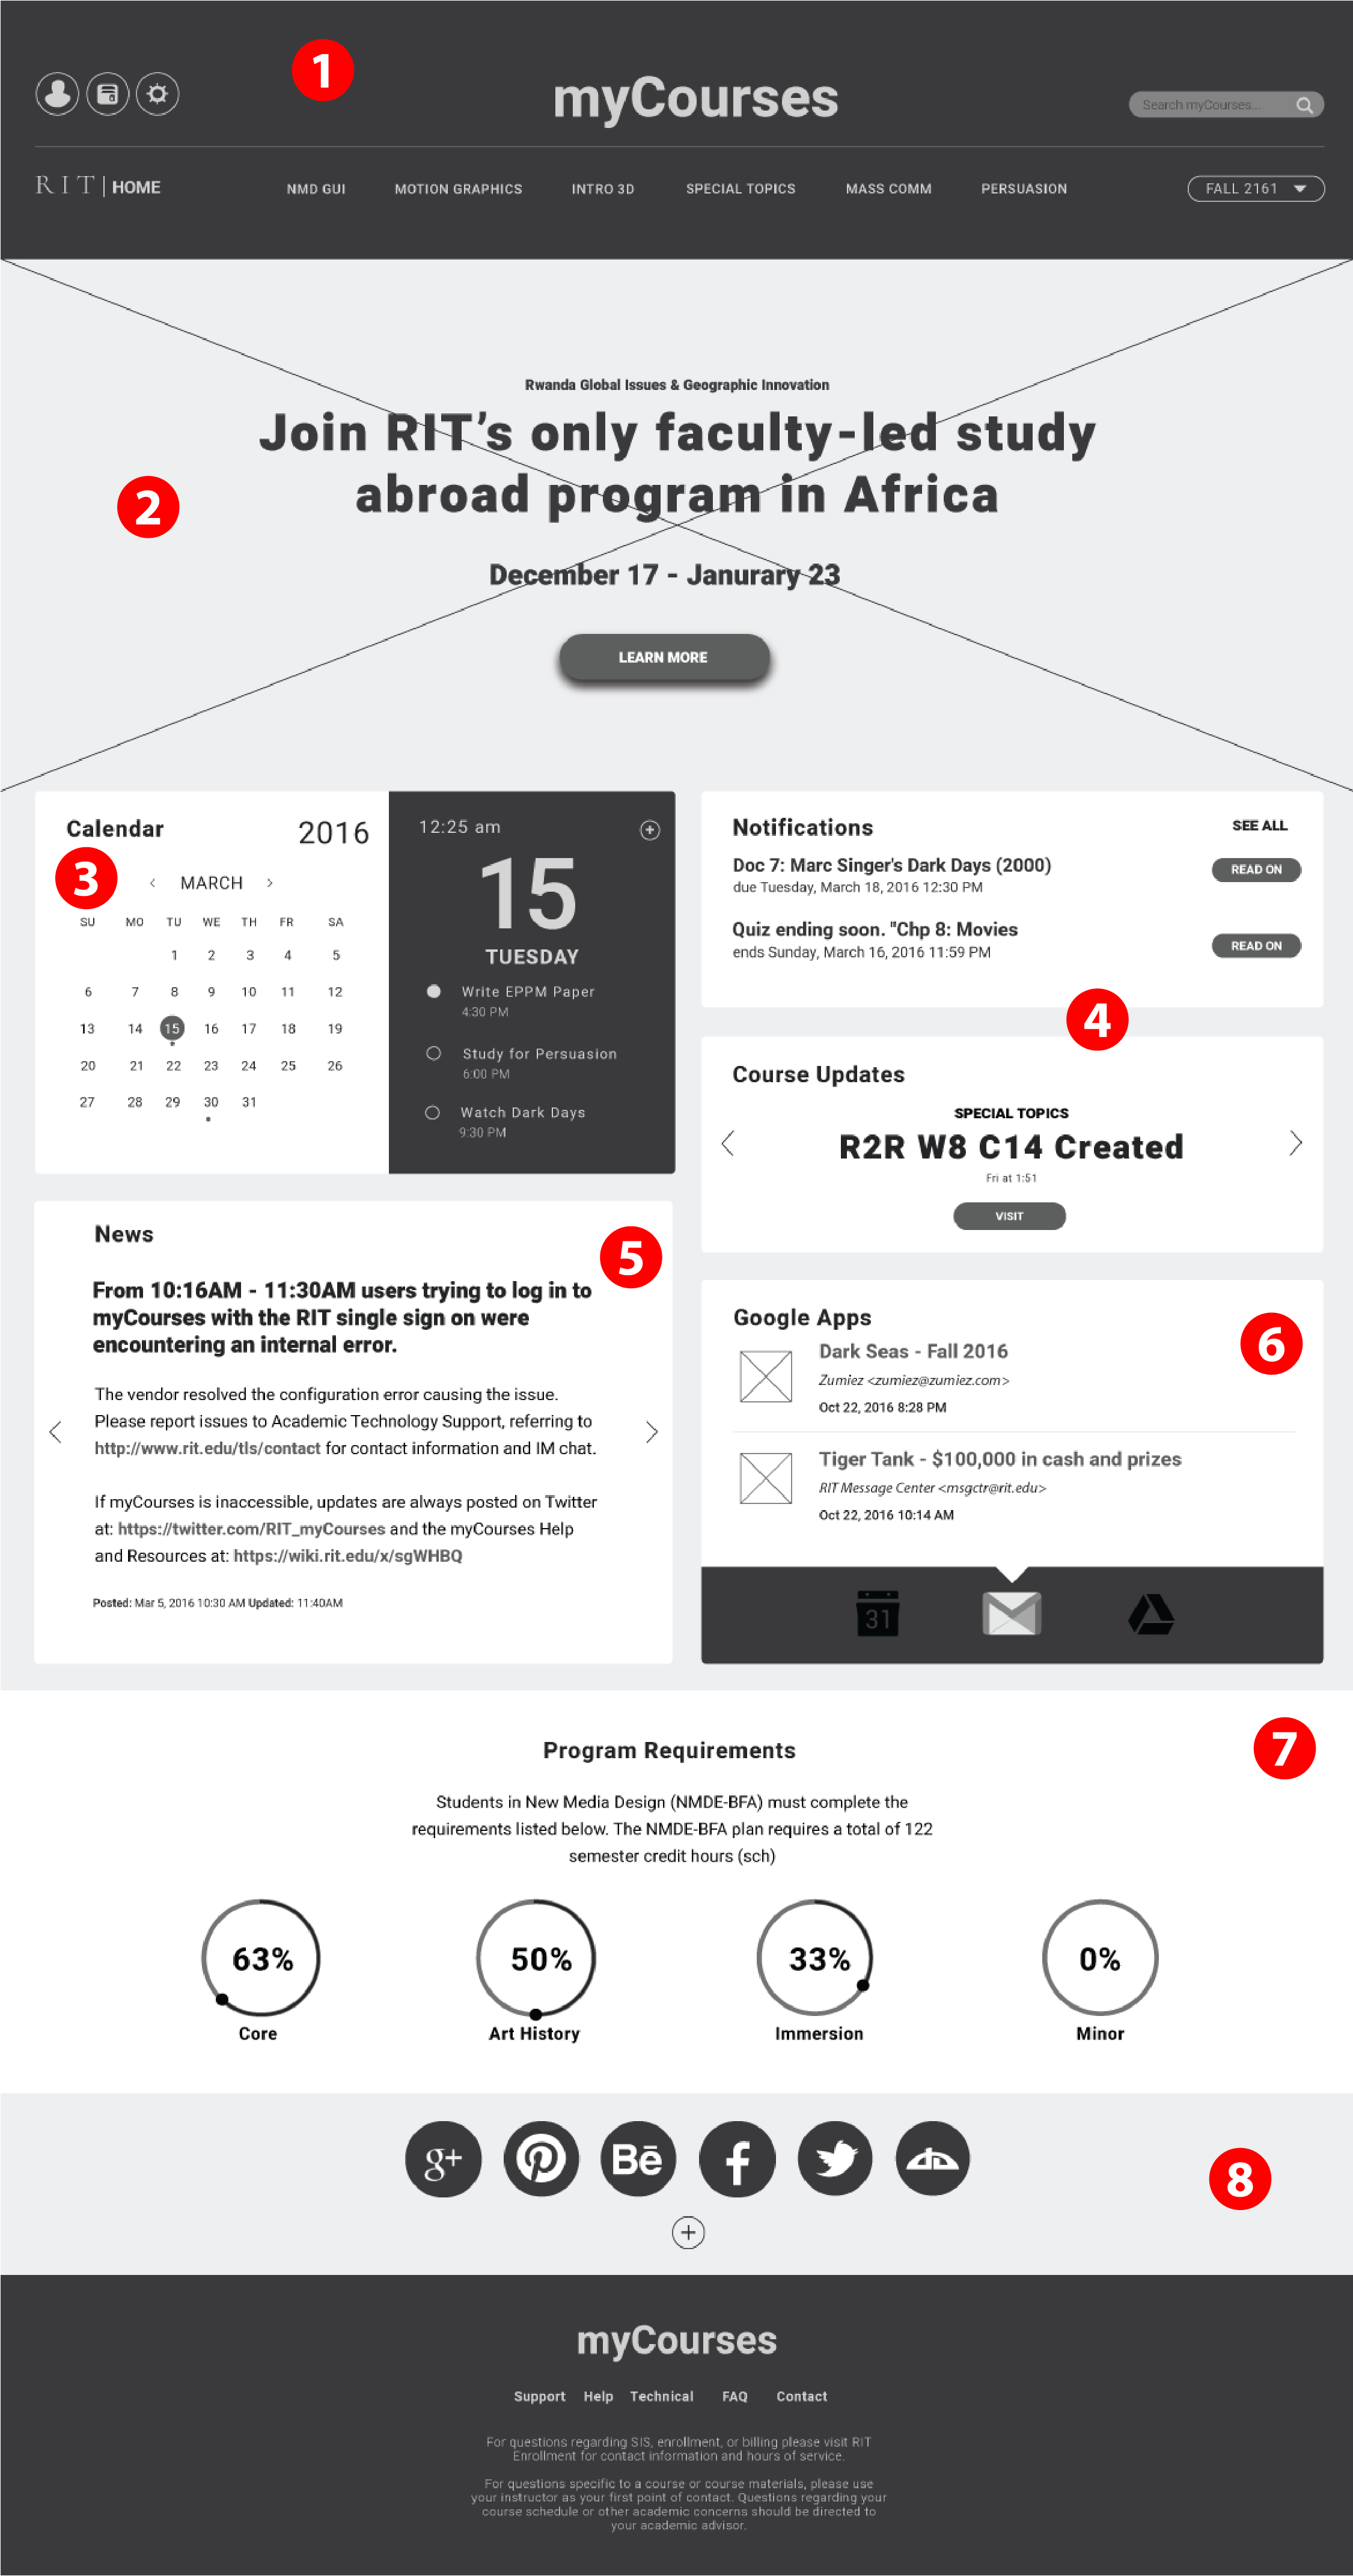 1
myCourses
Search myCourses...
RIT | HOME
NMD GUI
MOTION GRAPHICS
INTRO 3D
SPECIAL TOPICS
MASS COMM
PERSUASION
FALL 2161
Rwanda Global Issues & Geographic Innovation
Join RIT's only faculty-led study
abroad program in Africa
2
December 17 - Janurary 23
LEARN MORE
Calendar
2016
3
MARCH
SU MO TU WE TH FR SA
1 2 3 4 5
6 7 8 9 10 11 12
13 14 15 16 17 18 19
20 21 22 23 24 25 26
27 28 29 30 31
12:25 am
15
TUESDAY
Write EPPM Paper
4:30 PM
Study for Persuasion
6:00 PM
Watch Dark Days
9:30 PM
Notifications
SEE ALL
Doc 7: Marc Singer's Dark Days (2000)
due Tuesday, March 18, 2016 12:30 PM
READ ON
Quiz ending soon. "Chp 8: Movies
ends Sunday, March 16, 2016 11:59 PM
READ ON
4
Course Updates
SPECIAL TOPICS
R2R W8 C14 Created
Fri at 1:51
VISIT
News
5
From 10:16AM - 11:30AM users trying to log in to
myCourses with the RIT single sign on were
encountering an internal error.
The vendor resolved the configuration error causing the issue.
Please report issues to Academic Technology Support, referring to
http://www.rit.edu/tls/contact for contact information and IM chat.
If myCourses is inaccessible, updates are always posted on Twitter
at: https://twitter.com/RIT_myCourses and the myCourses Help
and Resources at: https://wiki.rit.edu/x/sgWHBQ
Posted: Mar 5, 2016 10:30 AM Updated: 11:40AM
Google Apps
6
Dark Seas - Fall 2016
Zumiez <zumiez@zumiez.com>
Oct 22, 2016 8:28 PM
Tiger Tank - $100,000 in cash and prizes
RIT Message Center <msgctr@rit.edu>
Oct 22, 2016 10:14 AM
31
7
Program Requirements
Students in New Media Design (NMDE-BFA) must complete the
requirements listed below. The NMDE-BFA plan requires a total of 122
semester credit hours (sch)
63%
50%
33%
0%
Core
Art History
Immersion
Minor
g+
Bē
f
8
myCourses
Support
Help
Technical
FAQ
Contact
For questions regarding SIS, enrollment, or billing please visit RIT
Enrollment for contact information and hours of service.
For questions specific to a course or course materials, please use
your instructor as your first point of contact. Questions regarding your
course schedule or other academic concerns should be directed to
your academic advisor.